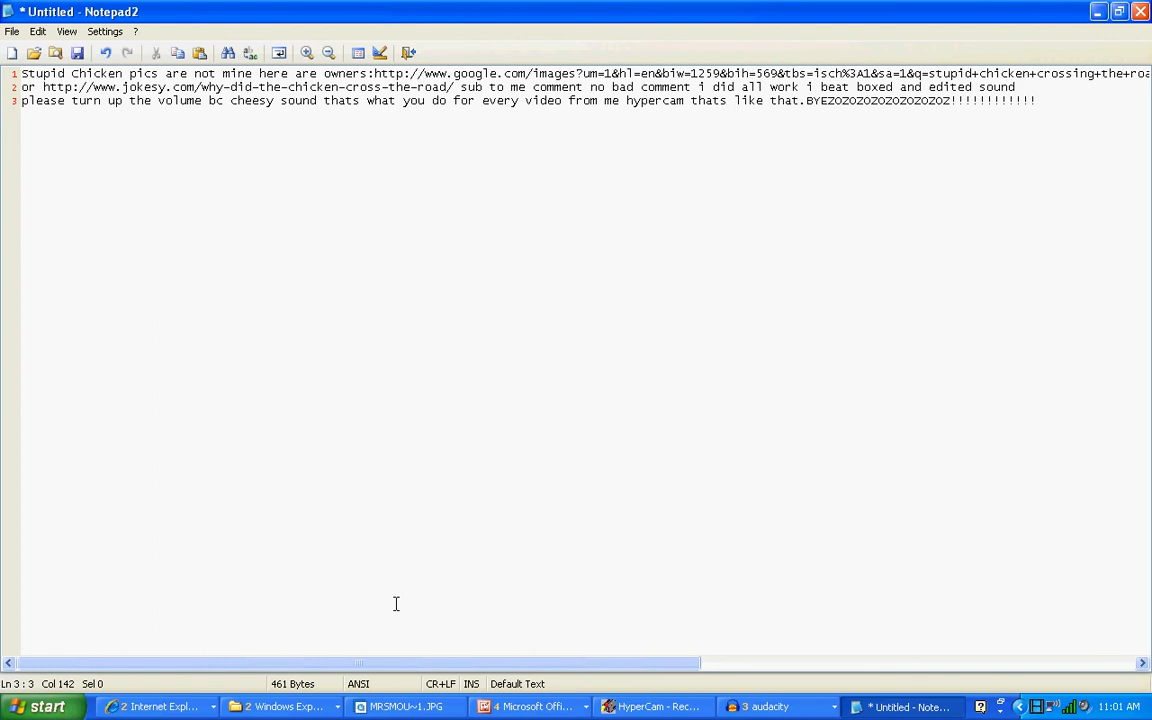 * Untitled - Notepad2
File Edit View Settings ?
1 Stupid Chicken pics are not mine here are owners:http://www.google.com/images?um=1&hl=en&biw=1259&bih=569&tbs=isch%3A1&sa=1&q=stupid+chicken+crossing+the+roa
2 or http://www.jokesy.com/why-did-the-chicken-cross-the-road/ sub to me comment no bad comment i did all work i beat boxed and edited sound
3 please turn up the volume bc cheesy sound thats what you do for every video from me hypercam thats like that.BYEZOZOZOZOZOZOZOZOZ!!!!!!!!!!!!
Ln 3 : 3 Col 142 Sel 0 461 Bytes ANSI CR+LF INS Default Text
start 2 Internet Expl... 2 Windows Exp... MRSMOU~1.JPG 4 Microsoft Offi... HyperCam - Rec... 3 audacity * Untitled - Note... 11:01 AM